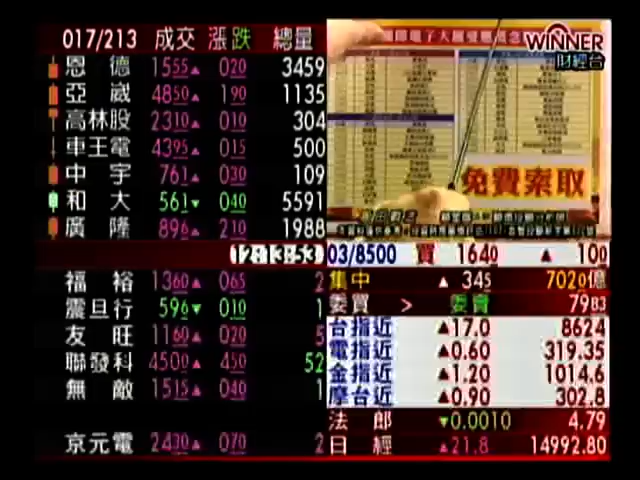 017/213 成交 漲跌 總量
恩德 1555▲ 020 3459
亞崴 4850▲ 190 1135
高林股 2310▲ 010 304
車王電 4395▲ 015 500
中宇 761▲ 030 109
和大 561▼ 040 5591
廣隆 896▲ 210 1988
福裕 1360▲ 065 2
震旦行 596▼ 010 1
友旺 1160▲ 020 5
聯發科 4500▲ 450 52
無敵 1515▲ 040 1
京元電 2430▲ 070 2
WINNER
財經台
免費索取
03/8500 買 1640 ▲ 100
集中 ▲ 345 7020億
委買 > 委賣 7983
台指近 ▲17.0 8624
電指近 ▲0.60 319.35
金指近 ▲1.20 1014.6
摩台近 ▲0.90 302.8
法郎 ▼0.0010 4.79
日經 ▲21.8 14992.80